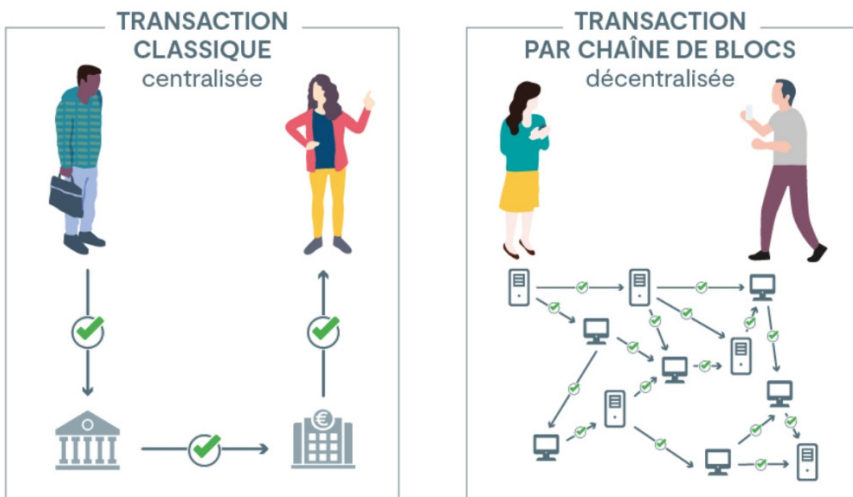 TRANSACTION
CLASSIQUE
centralisée
TRANSACTION
PAR CHAÎNE DE BLOCS
décentralisée
€